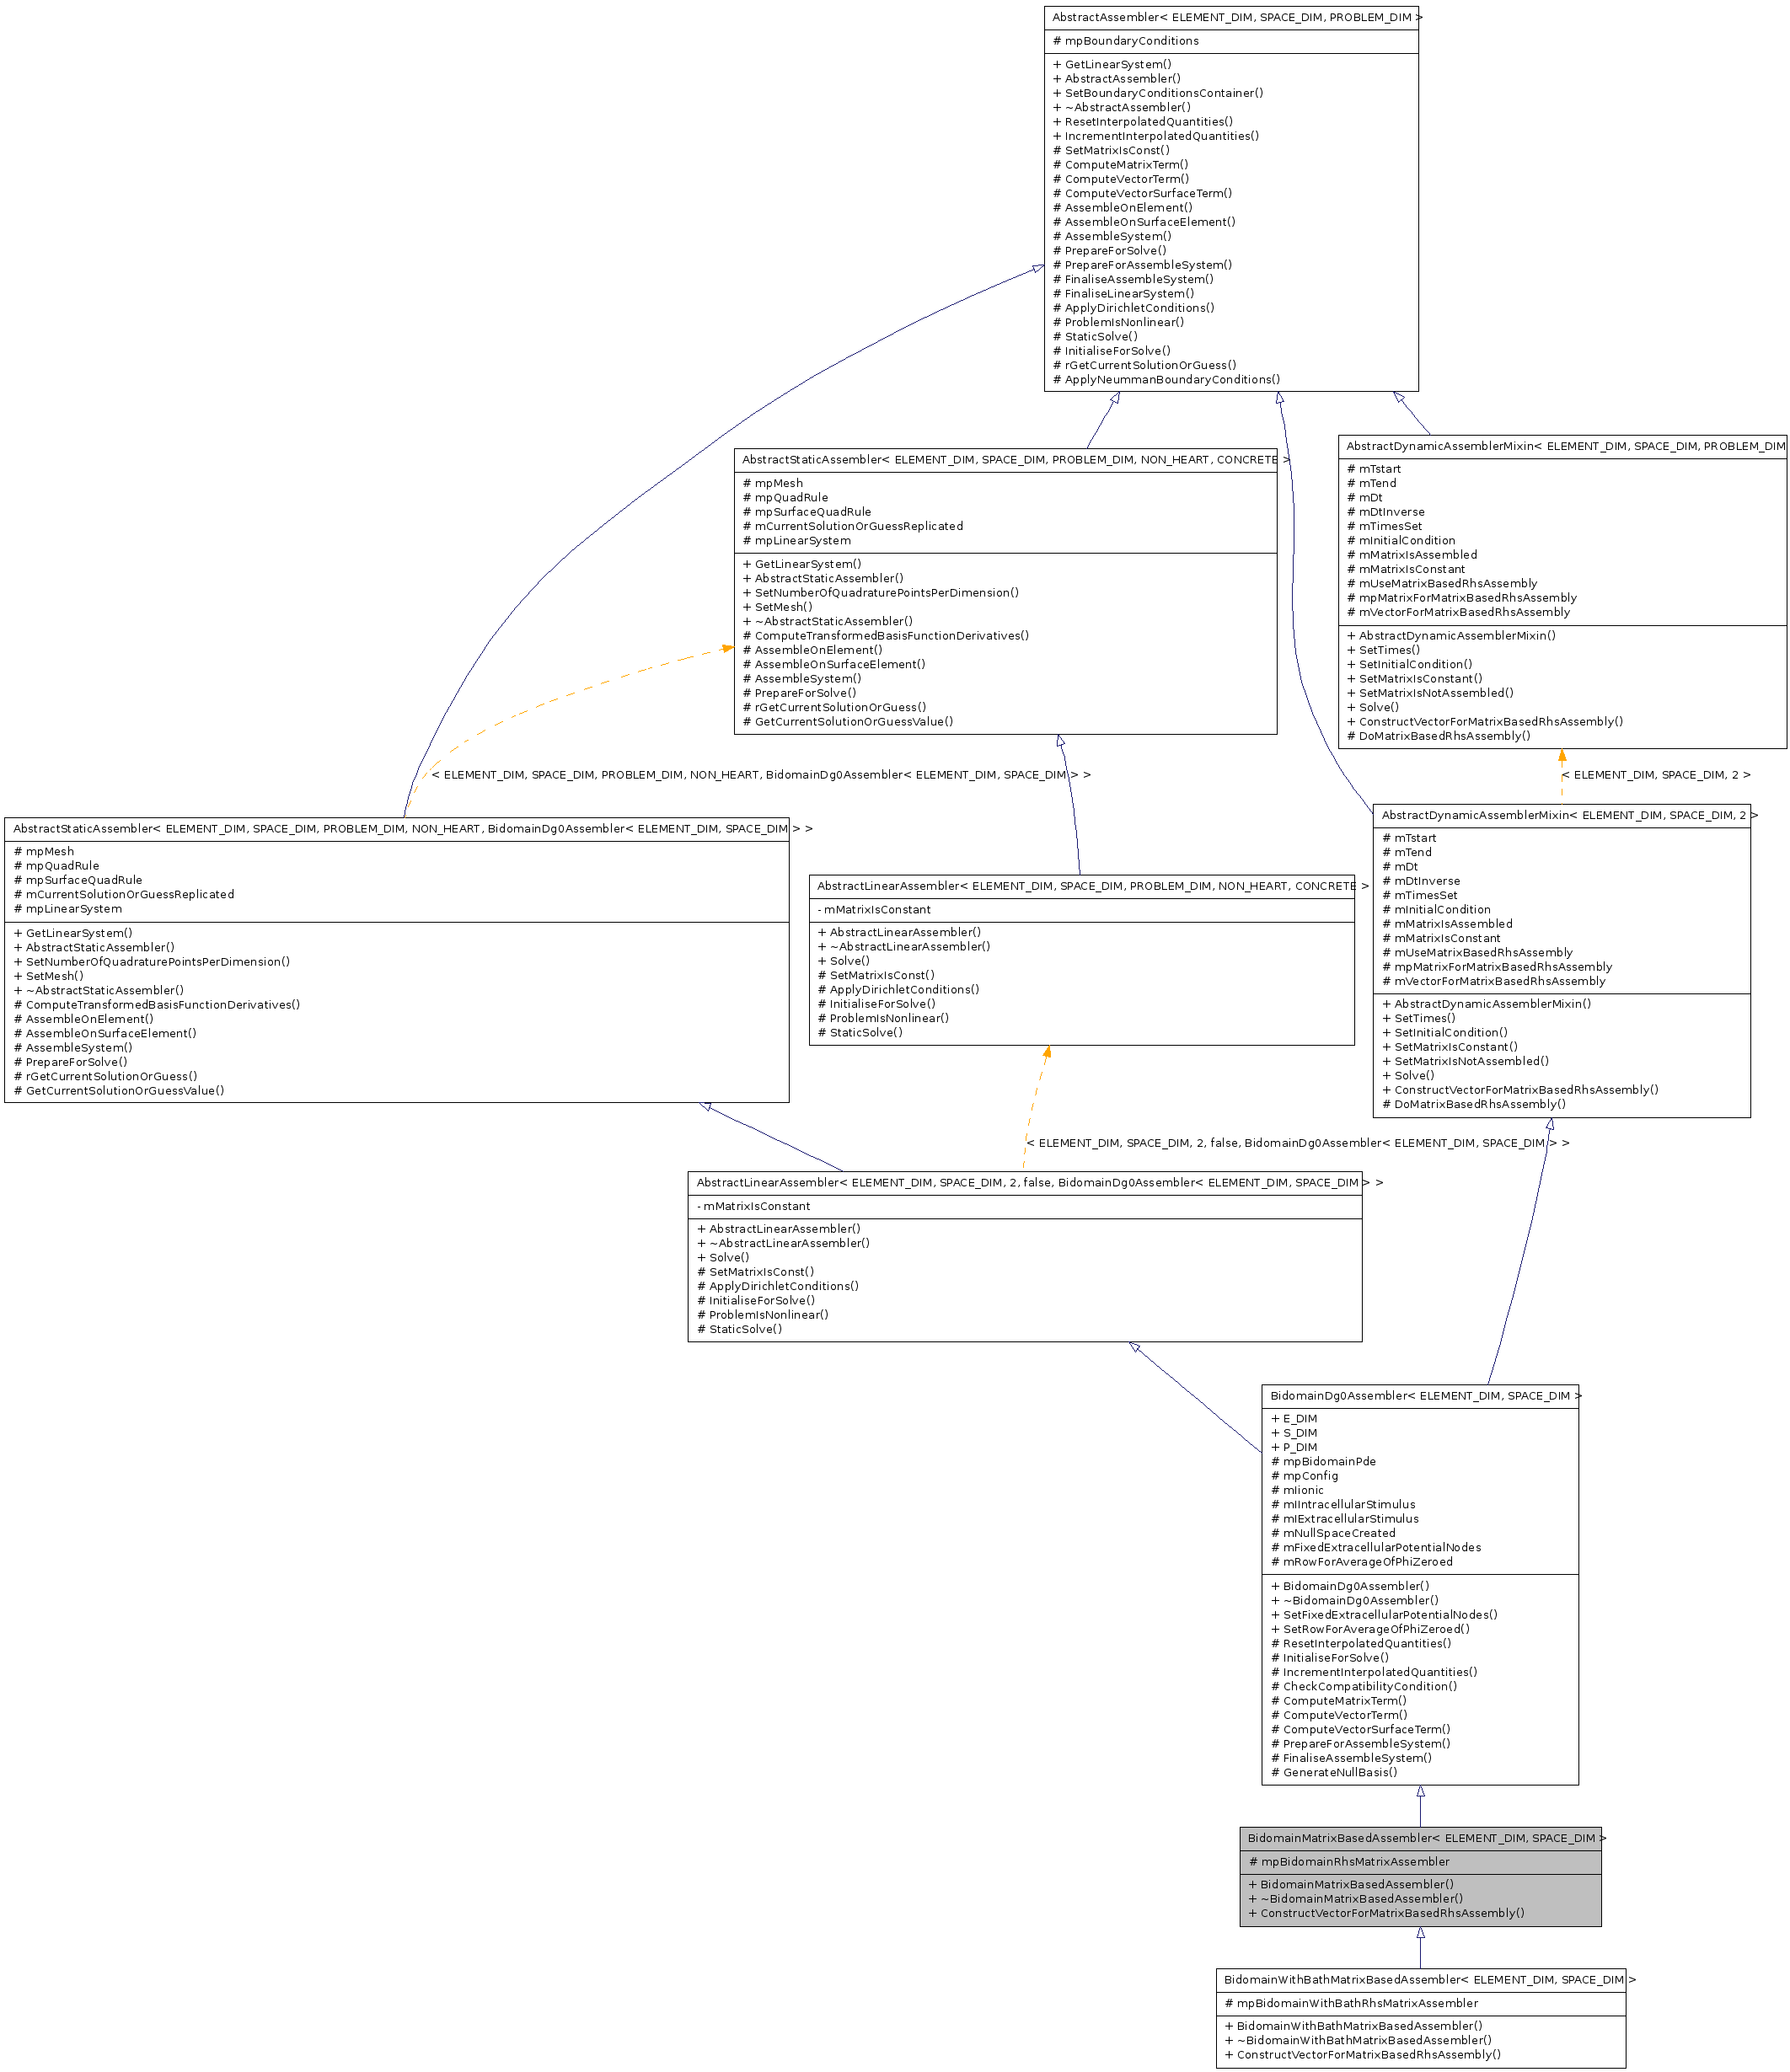 AbstractAssembler< ELEMENT_DIM, SPACE_DIM, PROBLEM_DIM >
# mpBoundaryConditions
+ GetLinearSystem()
+ AbstractAssembler()
+ SetBoundaryConditionsContainer()
+ ~AbstractAssembler()
+ ResetInterpolatedQuantities()
+ IncrementInterpolatedQuantities()
# SetMatrixIsConst()
# ComputeMatrixTerm()
# ComputeVectorTerm()
# ComputeVectorSurfaceTerm()
# AssembleOnElement()
# AssembleOnSurfaceElement()
# AssembleSystem()
# PrepareForSolve()
# PrepareForAssembleSystem()
# FinaliseAssembleSystem()
# FinaliseLinearSystem()
# ApplyDirichletConditions()
# ProblemIsNonlinear()
# StaticSolve()
# InitialiseForSolve()
# rGetCurrentSolutionOrGuess()
# ApplyNeummanBoundaryConditions()
AbstractStaticAssembler< ELEMENT_DIM, SPACE_DIM, PROBLEM_DIM, NON_HEART, CONCRETE >
# mpMesh
# mpQuadRule
# mpSurfaceQuadRule
# mCurrentSolutionOrGuessReplicated
# mpLinearSystem
+ GetLinearSystem()
+ AbstractStaticAssembler()
+ SetNumberOfQuadraturePointsPerDimension()
+ SetMesh()
+ ~AbstractStaticAssembler()
# ComputeTransformedBasisFunctionDerivatives()
# AssembleOnElement()
# AssembleOnSurfaceElement()
# AssembleSystem()
# PrepareForSolve()
# rGetCurrentSolutionOrGuess()
# GetCurrentSolutionOrGuessValue()
AbstractDynamicAssemblerMixin< ELEMENT_DIM, SPACE_DIM, PROBLEM_DIM
# mTstart
# mTend
# mDt
# mDtInverse
# mTimesSet
# mInitialCondition
# mMatrixIsAssembled
# mMatrixIsConstant
# mUseMatrixBasedRhsAssembly
# mpMatrixForMatrixBasedRhsAssembly
# mVectorForMatrixBasedRhsAssembly
+ AbstractDynamicAssemblerMixin()
+ SetTimes()
+ SetInitialCondition()
+ SetMatrixIsConstant()
+ SetMatrixIsNotAssembled()
+ Solve()
+ ConstructVectorForMatrixBasedRhsAssembly()
# DoMatrixBasedRhsAssembly()
< ELEMENT_DIM, SPACE_DIM, PROBLEM_DIM, NON_HEART, BidomainDg0Assembler< ELEMENT_DIM, SPACE_DIM > >
< ELEMENT_DIM, SPACE_DIM, 2 >
AbstractStaticAssembler< ELEMENT_DIM, SPACE_DIM, PROBLEM_DIM, NON_HEART, BidomainDg0Assembler< ELEMENT_DIM, SPACE_DIM > >
# mpMesh
# mpQuadRule
# mpSurfaceQuadRule
# mCurrentSolutionOrGuessReplicated
# mpLinearSystem
+ GetLinearSystem()
+ AbstractStaticAssembler()
+ SetNumberOfQuadraturePointsPerDimension()
+ SetMesh()
+ ~AbstractStaticAssembler()
# ComputeTransformedBasisFunctionDerivatives()
# AssembleOnElement()
# AssembleOnSurfaceElement()
# AssembleSystem()
# PrepareForSolve()
# rGetCurrentSolutionOrGuess()
# GetCurrentSolutionOrGuessValue()
AbstractLinearAssembler< ELEMENT_DIM, SPACE_DIM, PROBLEM_DIM, NON_HEART, CONCRETE >
- mMatrixIsConstant
+ AbstractLinearAssembler()
+ ~AbstractLinearAssembler()
+ Solve()
# SetMatrixIsConst()
# ApplyDirichletConditions()
# InitialiseForSolve()
# ProblemIsNonlinear()
# StaticSolve()
AbstractDynamicAssemblerMixin< ELEMENT_DIM, SPACE_DIM, 2 >
# mTstart
# mTend
# mDt
# mDtInverse
# mTimesSet
# mInitialCondition
# mMatrixIsAssembled
# mMatrixIsConstant
# mUseMatrixBasedRhsAssembly
# mpMatrixForMatrixBasedRhsAssembly
# mVectorForMatrixBasedRhsAssembly
+ AbstractDynamicAssemblerMixin()
+ SetTimes()
+ SetInitialCondition()
+ SetMatrixIsConstant()
+ SetMatrixIsNotAssembled()
+ Solve()
+ ConstructVectorForMatrixBasedRhsAssembly()
# DoMatrixBasedRhsAssembly()
< ELEMENT_DIM, SPACE_DIM, 2, false, BidomainDg0Assembler< ELEMENT_DIM, SPACE_DIM > >
AbstractLinearAssembler< ELEMENT_DIM, SPACE_DIM, 2, false, BidomainDg0Assembler< ELEMENT_DIM, SPACE_DIM > >
- mMatrixIsConstant
+ AbstractLinearAssembler()
+ ~AbstractLinearAssembler()
+ Solve()
# SetMatrixIsConst()
# ApplyDirichletConditions()
# InitialiseForSolve()
# ProblemIsNonlinear()
# StaticSolve()
BidomainDg0Assembler< ELEMENT_DIM, SPACE_DIM >
+ E_DIM
+ S_DIM
+ P_DIM
# mpBidomainPde
# mpConfig
# mIionic
# mIIntracellularStimulus
# mIExtracellularStimulus
# mNullSpaceCreated
# mFixedExtracellularPotentialNodes
# mRowForAverageOfPhiZeroed
+ BidomainDg0Assembler()
+ ~BidomainDg0Assembler()
+ SetFixedExtracellularPotentialNodes()
+ SetRowForAverageOfPhiZeroed()
# ResetInterpolatedQuantities()
# InitialiseForSolve()
# IncrementInterpolatedQuantities()
# CheckCompatibilityCondition()
# ComputeMatrixTerm()
# ComputeVectorTerm()
# ComputeVectorSurfaceTerm()
# PrepareForAssembleSystem()
# FinaliseAssembleSystem()
# GenerateNullBasis()
BidomainMatrixBasedAssembler< ELEMENT_DIM, SPACE_DIM >
# mpBidomainRhsMatrixAssembler
+ BidomainMatrixBasedAssembler()
+ ~BidomainMatrixBasedAssembler()
+ ConstructVectorForMatrixBasedRhsAssembly()
BidomainWithBathMatrixBasedAssembler< ELEMENT_DIM, SPACE_DIM >
# mpBidomainWithBathRhsMatrixAssembler
+ BidomainWithBathMatrixBasedAssembler()
+ ~BidomainWithBathMatrixBasedAssembler()
+ ConstructVectorForMatrixBasedRhsAssembly()